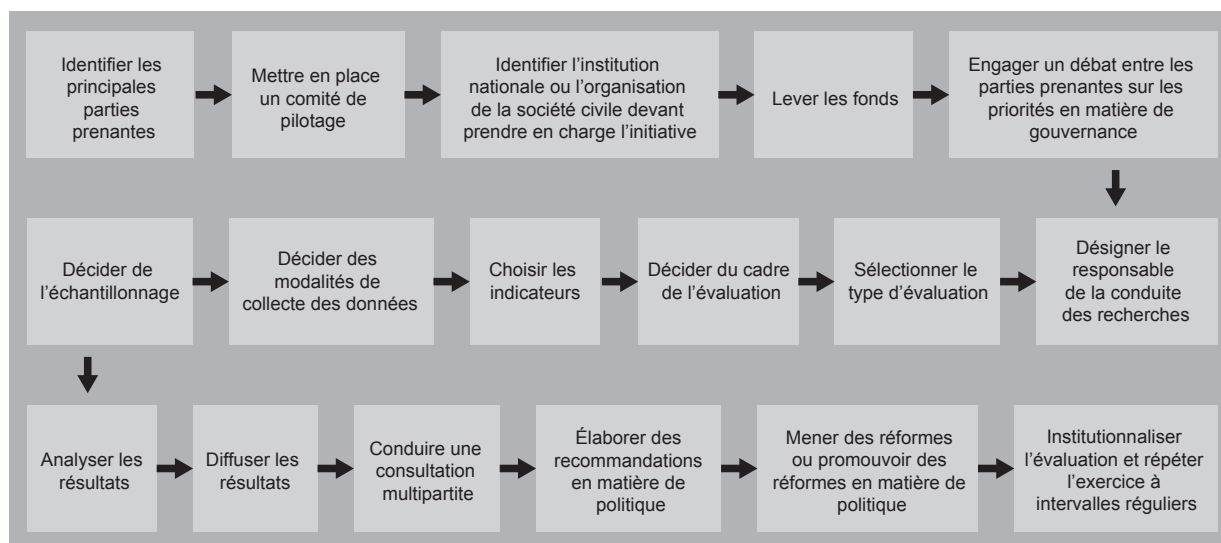 Identifier les
principales
parties
prenantes
Mettre en place
un comité de
pilotage
Identifier l’institution
nationale ou l’organisation
de la société civile devant
prendre en charge l’initiative
Lever les fonds
Engager un débat entre les
parties prenantes sur les
priorités en matière de
gouvernance
Décider de
l’échantillonnage
Décider des
modalités de
collecte des données
Choisir les
indicateurs
Décider du cadre
de l’évaluation
Sélectionner le
type d’évaluation
Désigner le
responsable
de la conduite
des recherches
Analyser les
résultats
Diffuser les
résultats
Conduire une
consultation
multipartite
Élaborer des
recommandations
en matière de
politique
Mener des réformes
ou promouvoir des
réformes en matière de
politique
Institutionnaliser
l’évaluation et répéter
l’exercice à
intervalles réguliers